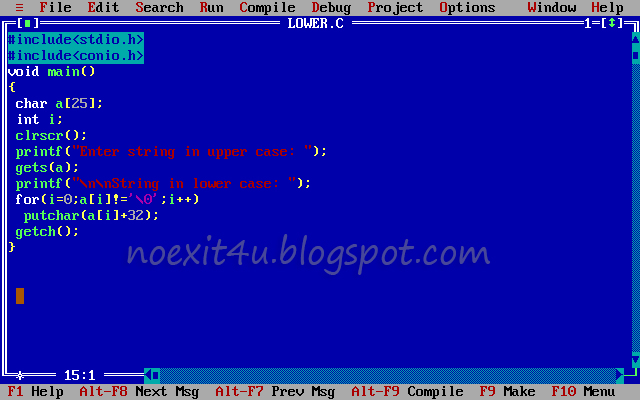 ≡ File Edit Search Run Compile Debug Project Options Window Help
[■] LOWER.C 1=[↕]
#include<stdio.h>
#include<conio.h>
void main()
{
char a[25];
int i;
clrscr();
printf("Enter string in upper case: ");
gets(a);
printf("\n\nString in lower case: ");
for(i=0;a[i]!='\0';i++)
putchar(a[i]+32);
getch();
}
noexit4u.blogspot.com
15:1
F1 Help Alt-F8 Next Msg Alt-F7 Prev Msg Alt-F9 Compile F9 Make F10 Menu